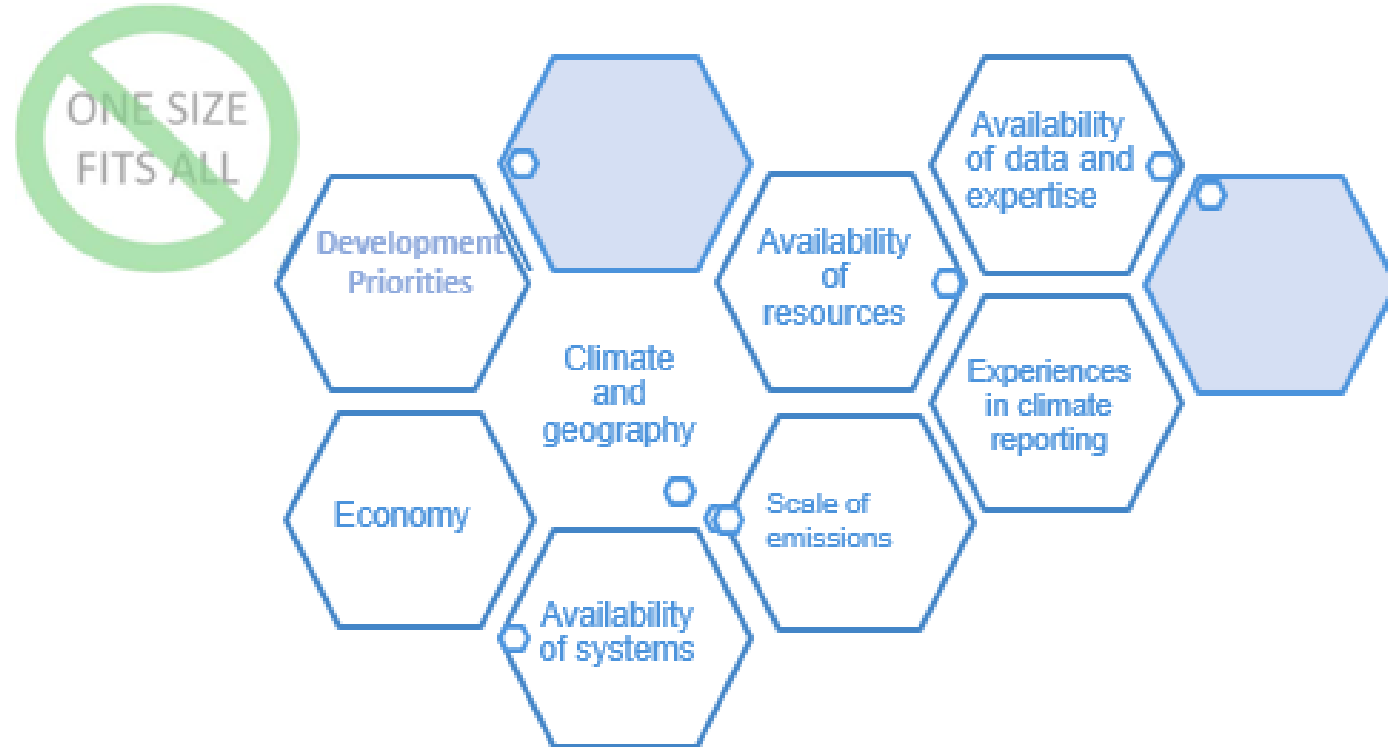 ONE SIZE
FITS ALL
Development
Priorities
Climate
and
geography
Economy
Availability
of systems
Availability
of
resources
Scale of
emissions
Availability
of data and
expertise
Experiences
in climate
reporting